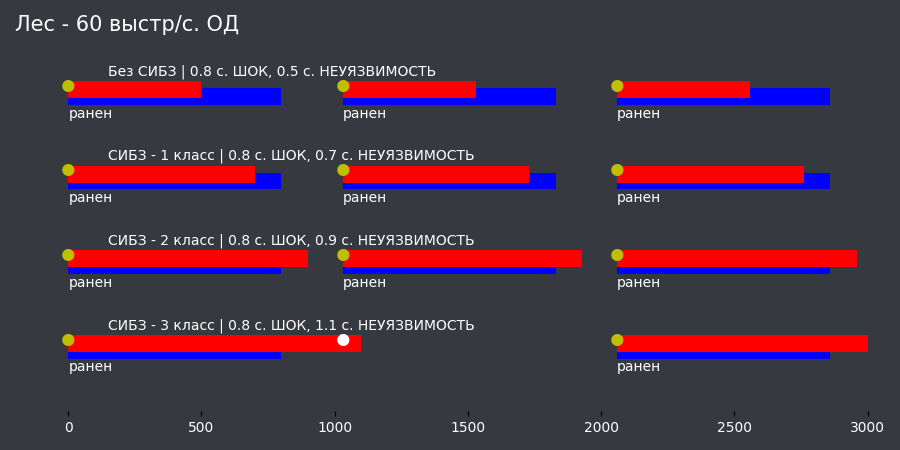 Лес - 60 выстр/с. ОД
Без СИБЗ | 0.8 с. ШОК, 0.5 с. НЕУЯЗВИМОСТЬ
ранен ранен ранен
СИБЗ - 1 класс | 0.8 с. ШОК, 0.7 с. НЕУЯЗВИМОСТЬ
ранен ранен ранен
СИБЗ - 2 класс | 0.8 с. ШОК, 0.9 с. НЕУЯЗВИМОСТЬ
ранен ранен ранен
СИБЗ - 3 класс | 0.8 с. ШОК, 1.1 с. НЕУЯЗВИМОСТЬ
ранен ранен
0 500 1000 1500 2000 2500 3000